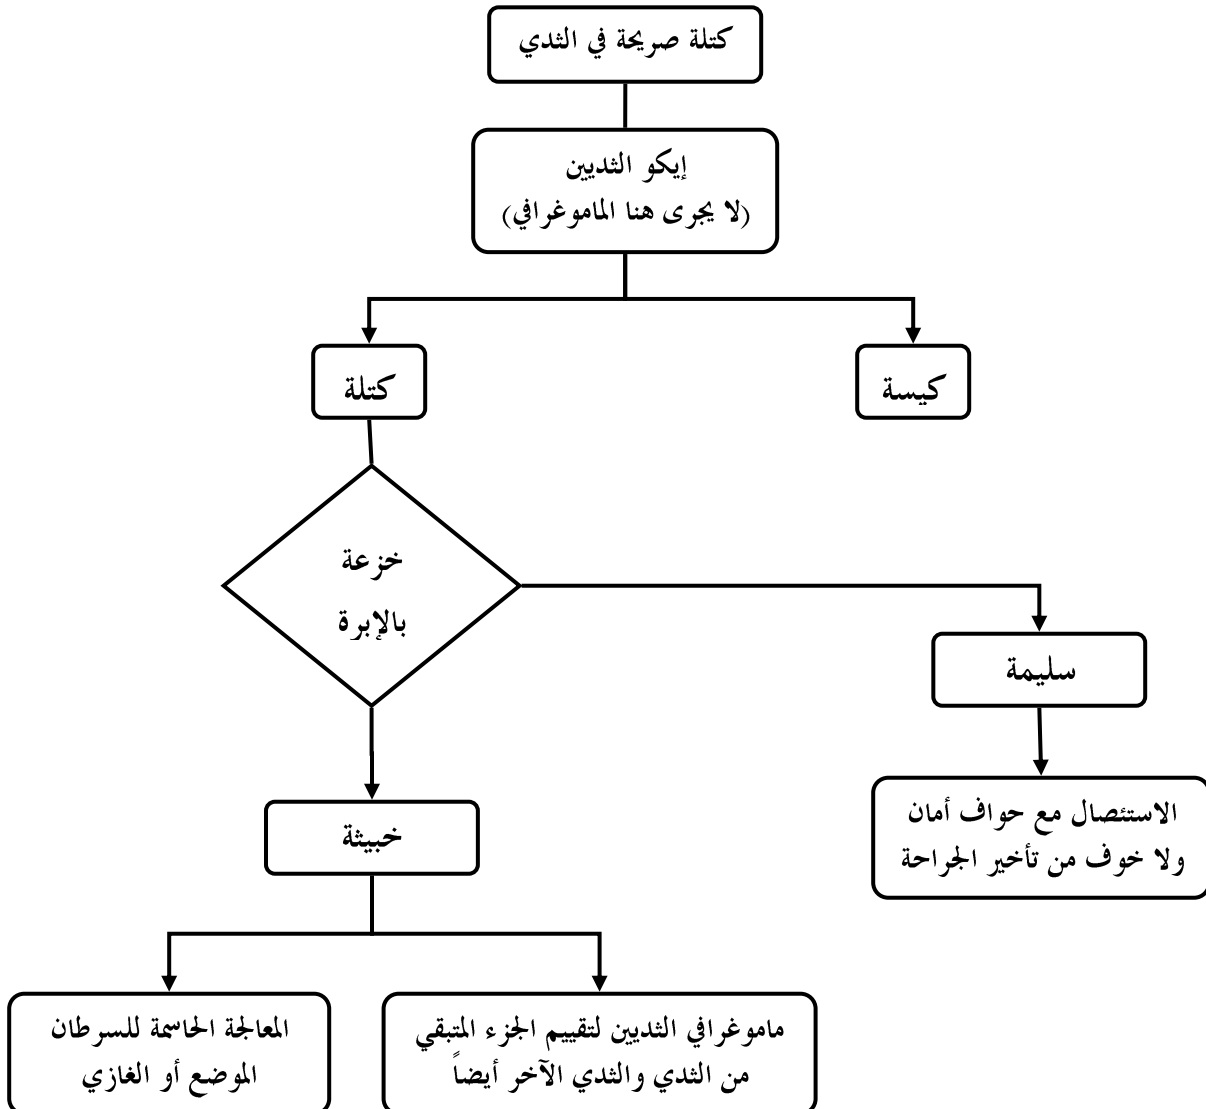 كتلة صريحة في الثدي
إيكو الثديين
(لا يجرى هنا الماموغرافي)
كيسة
كتلة
خزعة
بالإبرة
سليمة
الاستئصال مع حواف أمان
ولا خوف من تأخير الجراحة
خبيثة
ماموغرافي الثديين لتقييم الجزء المتبقي
من الثدي والثدي الآخر أيضاً
المعالجة الحاسمة للسرطان
الموضع أو الغازي